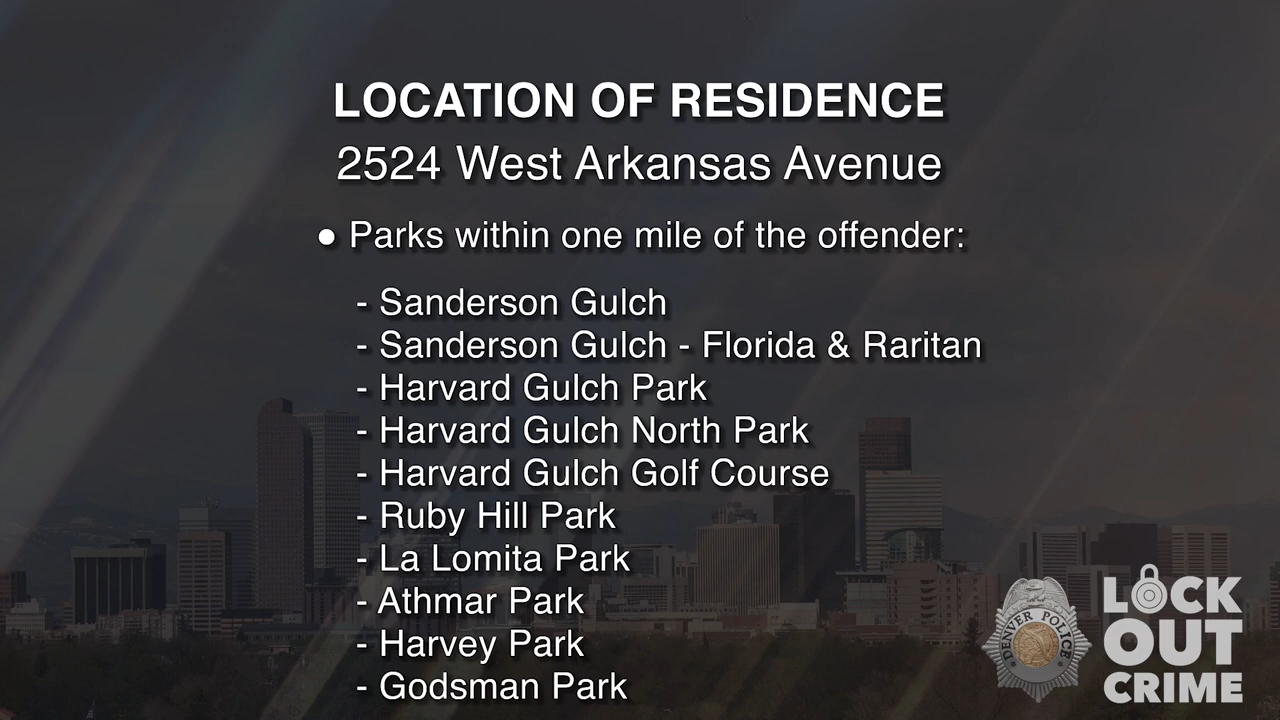 LOCATION OF RESIDENCE
2524 West Arkansas Avenue
● Parks within one mile of the offender:
- Sanderson Gulch
- Sanderson Gulch - Florida & Raritan
- Harvard Gulch Park
- Harvard Gulch North Park
- Harvard Gulch Golf Course
- Ruby Hill Park
- La Lomita Park
- Athmar Park
- Harvey Park
- Godsman Park
DENVER POLICE
LOCK
OUT
CRIME